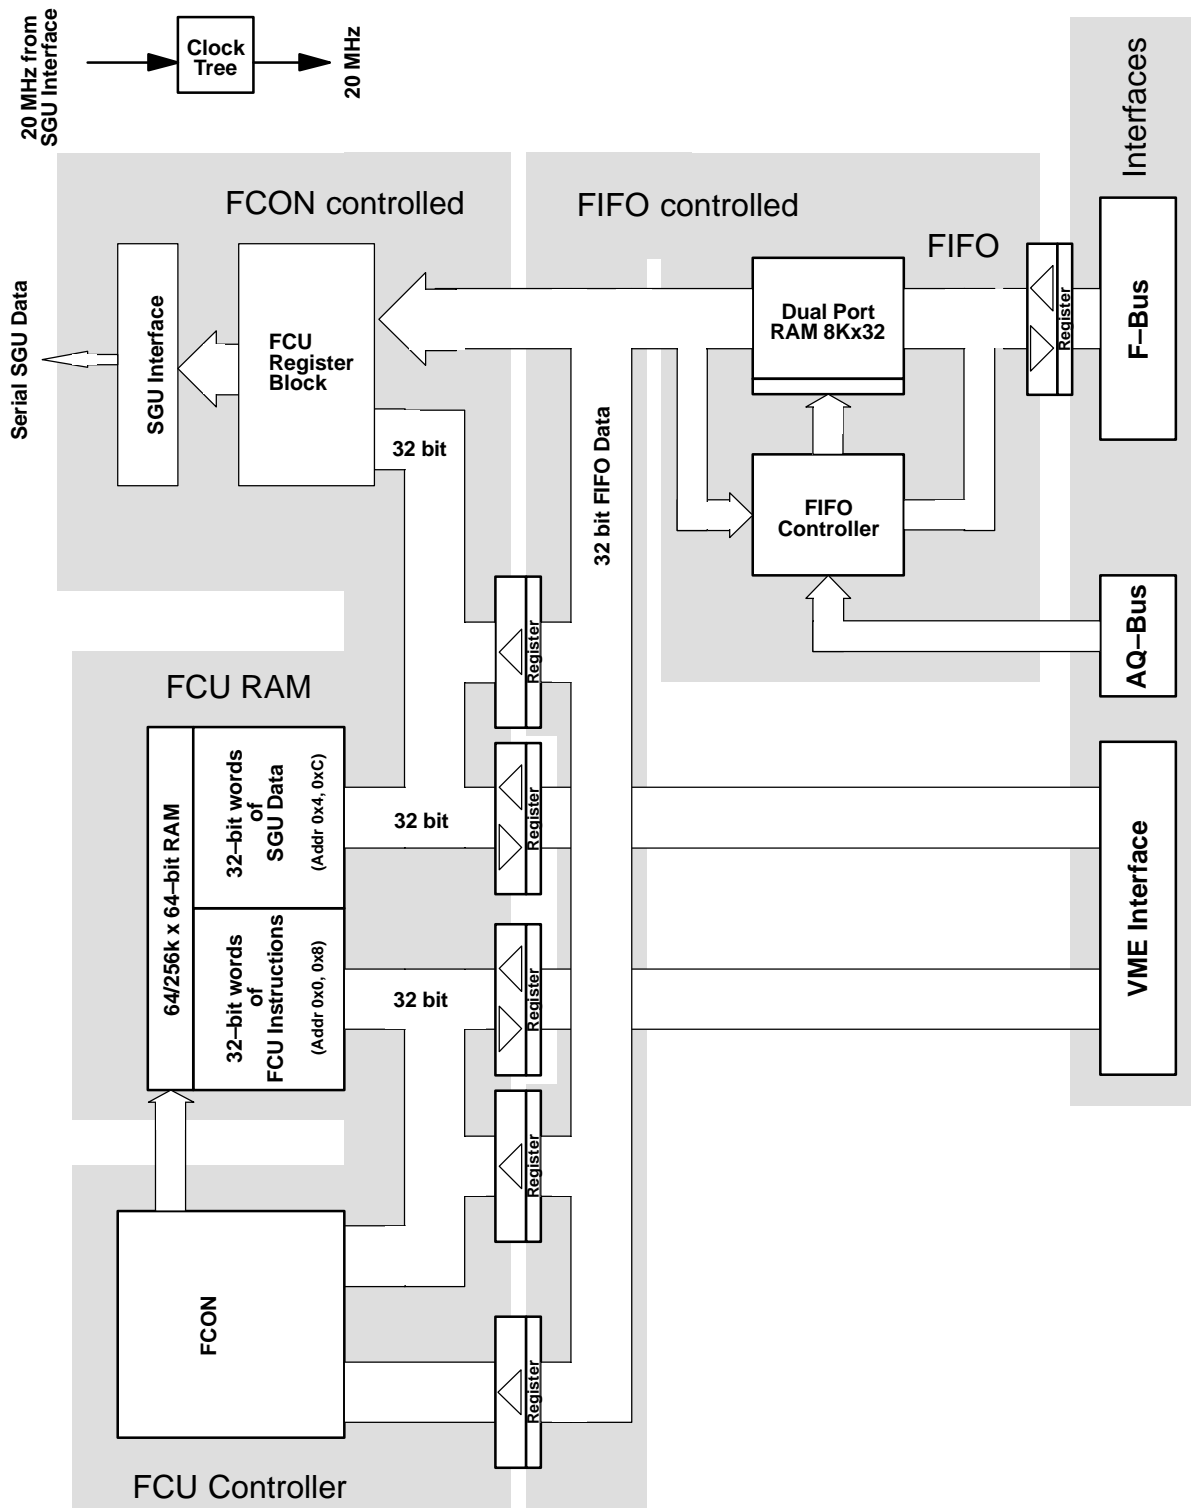 20 MHz from
SGU Interface
Clock
Tree
20 MHz
Interfaces
FCON controlled
FIFO controlled
FIFO
Serial SGU Data
SGU Interface
FCU
Register
Block
32 bit
Dual Port
RAM 8Kx32
Register
F–Bus
32 bit FIFO Data
FIFO
Controller
AQ–Bus
Register
FCU RAM
64/256k x 64–bit RAM
32–bit words
of
SGU Data
(Addr 0x4, 0xC)
32 bit
Register
32–bit words
of
FCU Instructions
(Addr 0x0, 0x8)
32 bit
Register
VME Interface
Register
FCON
Register
FCU Controller